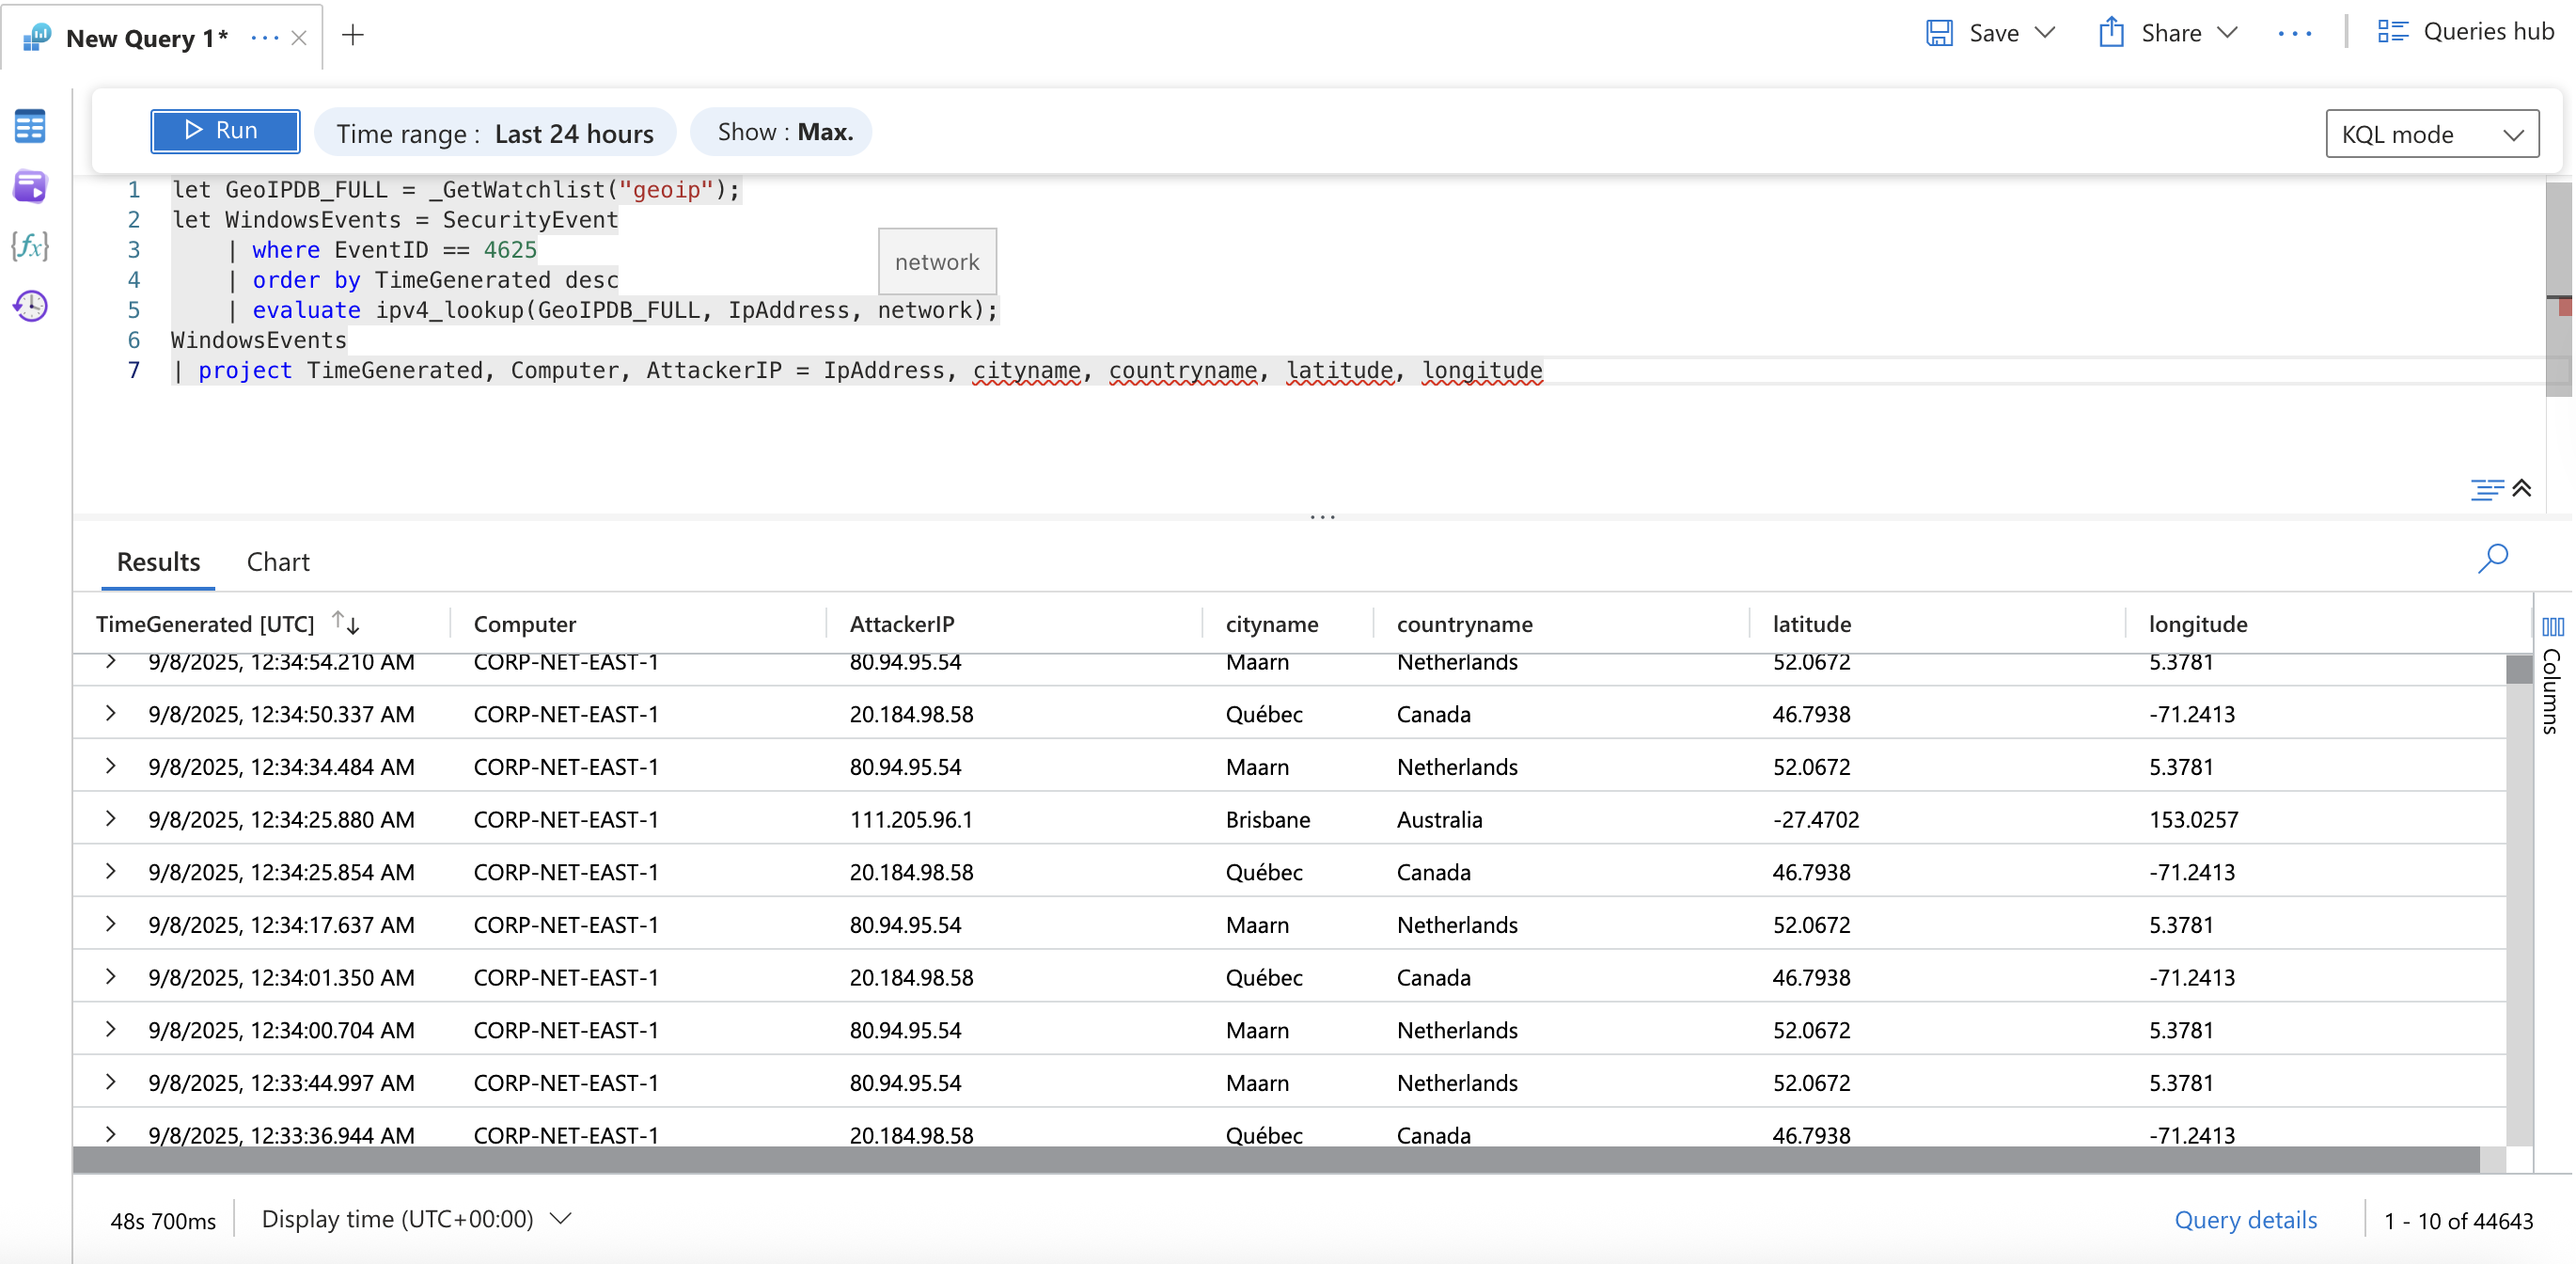 New Query 1* ··· × +
Save Share ··· Queries hub
Run Time range : Last 24 hours Show : Max. KQL mode
1 let GeoIPDB_FULL = _GetWatchlist("geoip");
2 let WindowsEvents = SecurityEvent
3 | where EventID == 4625
network
4 | order by TimeGenerated desc
5 | evaluate ipv4_lookup(GeoIPDB_FULL, IpAddress, network);
6 WindowsEvents
7 | project TimeGenerated, Computer, AttackerIP = IpAddress, cityname, countryname, latitude, longitude
Results Chart
TimeGenerated [UTC] Computer AttackerIP cityname countryname latitude longitude
9/8/2025, 12:34:54.210 AM CORP-NET-EAST-1 80.94.95.54 Maarn Netherlands 52.0672 5.3781
9/8/2025, 12:34:50.337 AM CORP-NET-EAST-1 20.184.98.58 Québec Canada 46.7938 -71.2413
9/8/2025, 12:34:34.484 AM CORP-NET-EAST-1 80.94.95.54 Maarn Netherlands 52.0672 5.3781
9/8/2025, 12:34:25.880 AM CORP-NET-EAST-1 111.205.96.1 Brisbane Australia -27.4702 153.0257
9/8/2025, 12:34:25.854 AM CORP-NET-EAST-1 20.184.98.58 Québec Canada 46.7938 -71.2413
9/8/2025, 12:34:17.637 AM CORP-NET-EAST-1 80.94.95.54 Maarn Netherlands 52.0672 5.3781
9/8/2025, 12:34:01.350 AM CORP-NET-EAST-1 20.184.98.58 Québec Canada 46.7938 -71.2413
9/8/2025, 12:34:00.704 AM CORP-NET-EAST-1 80.94.95.54 Maarn Netherlands 52.0672 5.3781
9/8/2025, 12:33:44.997 AM CORP-NET-EAST-1 80.94.95.54 Maarn Netherlands 52.0672 5.3781
9/8/2025, 12:33:36.944 AM CORP-NET-EAST-1 20.184.98.58 Québec Canada 46.7938 -71.2413
Columns
48s 700ms Display time (UTC+00:00) Query details 1 - 10 of 44643